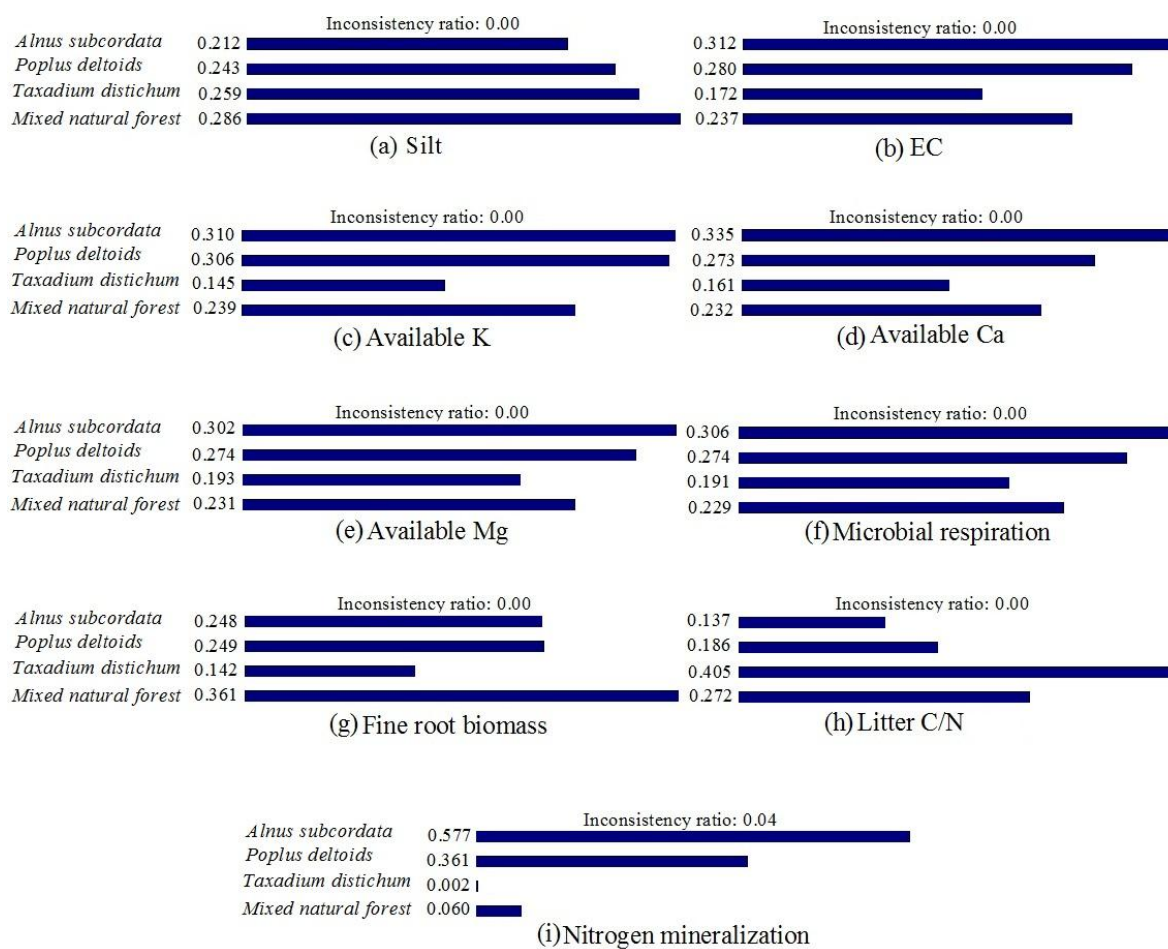 Inconsistency ratio: 0.00
Alnus subcordata 0.212
Poplus deltoids 0.243
Taxadium distichum 0.259
Mixed natural forest 0.286
(a) Silt
Inconsistency ratio: 0.00
0.312
0.280
0.172
0.237
(b) EC
Inconsistency ratio: 0.00
Alnus subcordata 0.310
Poplus deltoids 0.306
Taxadium distichum 0.145
Mixed natural forest 0.239
(c) Available K
Inconsistency ratio: 0.00
0.335
0.273
0.161
0.232
(d) Available Ca
Inconsistency ratio: 0.00
Alnus subcordata 0.302
Poplus deltoids 0.274
Taxadium distichum 0.193
Mixed natural forest 0.231
(e) Available Mg
Inconsistency ratio: 0.00
0.306
0.274
0.191
0.229
(f) Microbial respiration
Inconsistency ratio: 0.00
Alnus subcordata 0.248
Poplus deltoids 0.249
Taxadium distichum 0.142
Mixed natural forest 0.361
(g) Fine root biomass
Inconsistency ratio: 0.00
0.137
0.186
0.405
0.272
(h) Litter C/N
Inconsistency ratio: 0.04
Alnus subcordata 0.577
Poplus deltoids 0.361
Taxadium distichum 0.002
Mixed natural forest 0.060
(i) Nitrogen mineralization